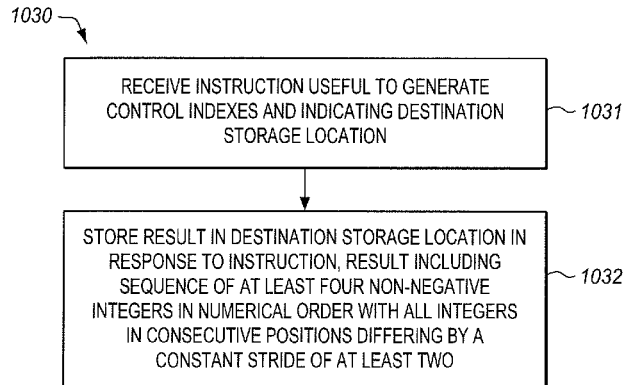 1030
RECEIVE INSTRUCTION USEFUL TO GENERATE
CONTROL INDEXES AND INDICATING DESTINATION
STORAGE LOCATION
1031
STORE RESULT IN DESTINATION STORAGE LOCATION IN
RESPONSE TO INSTRUCTION, RESULT INCLUDING
SEQUENCE OF AT LEAST FOUR NON-NEGATIVE
INTEGERS IN NUMERICAL ORDER WITH ALL INTEGERS
IN CONSECUTIVE POSITIONS DIFFERING BY A
CONSTANT STRIDE OF AT LEAST TWO
1032